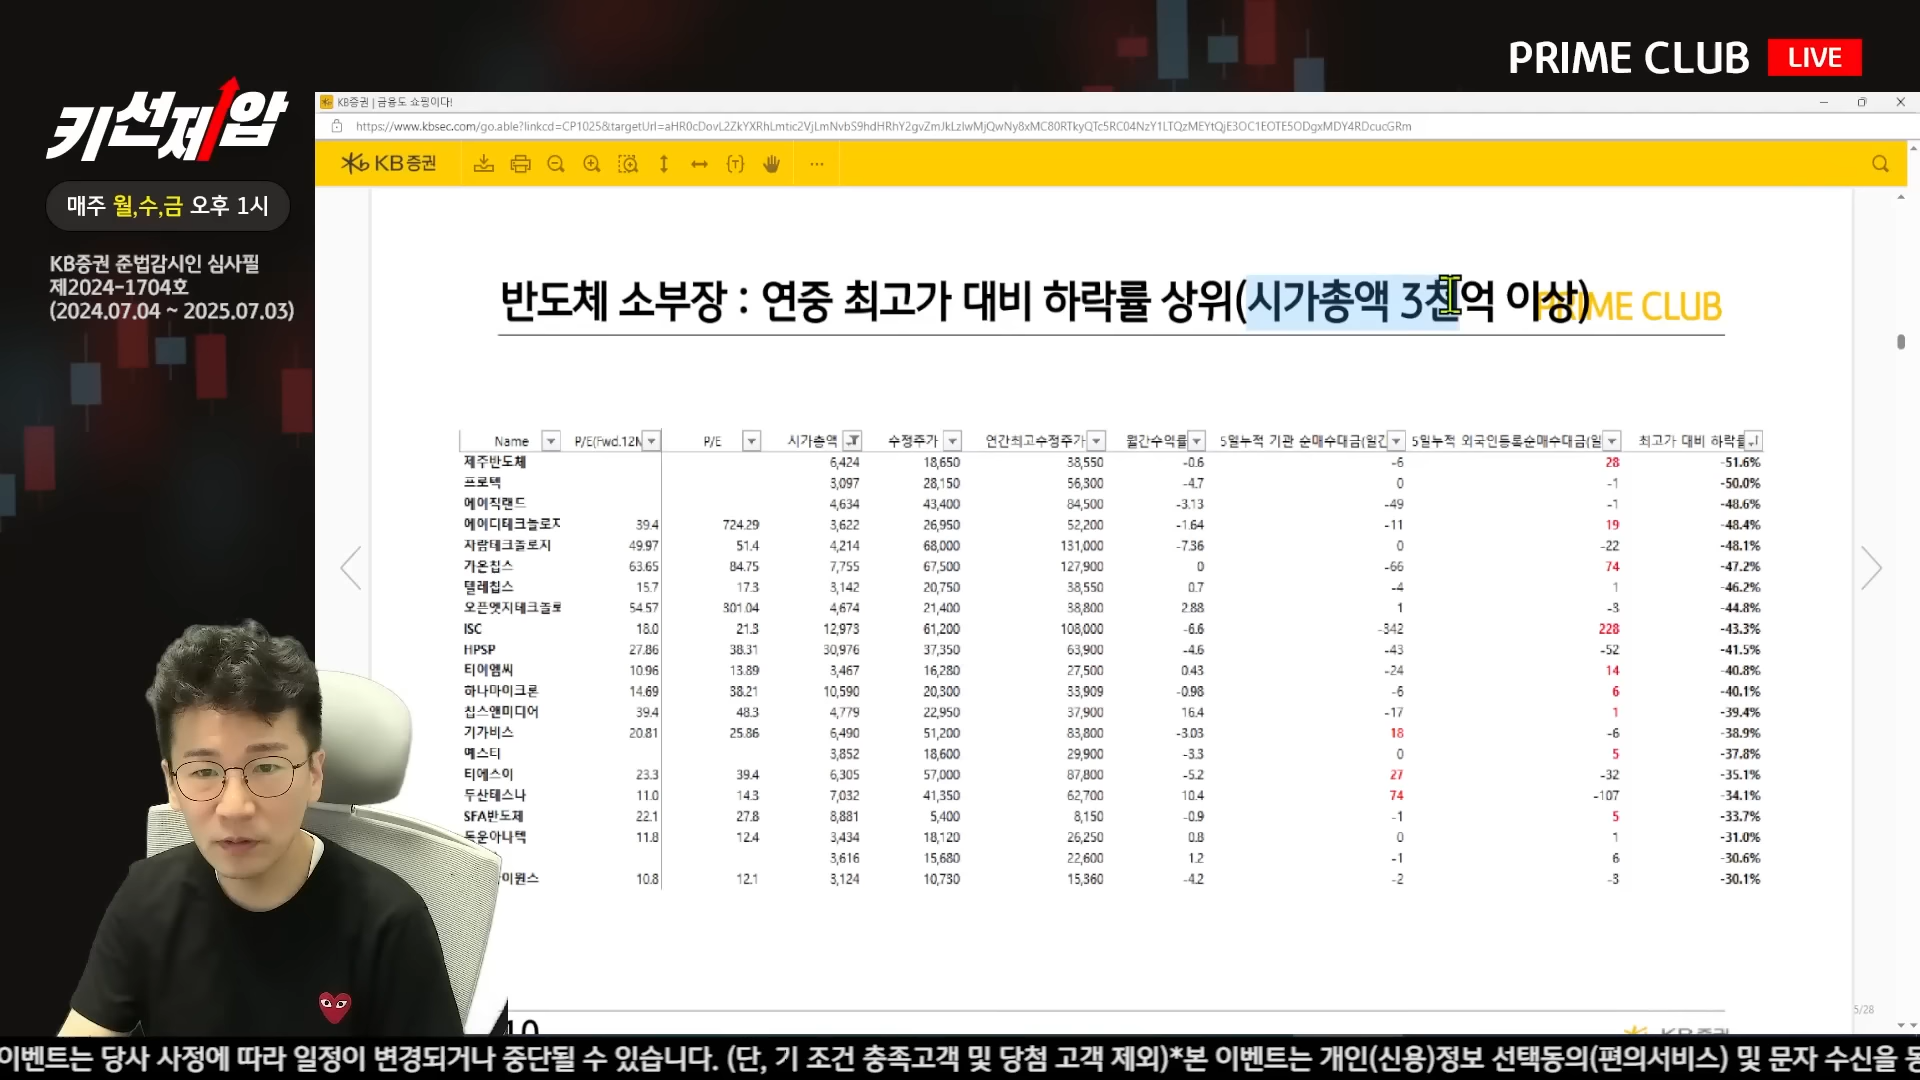 PRIME CLUB LIVE
키선제압
매주 월,수,금 오후 1시
KB증권 준법감시인 심사필
제2024-1704호
(2024.07.04 ~ 2025.07.03)
KB증권 | 금융도 쇼핑이다!
KB증권
반도체 소부장 : 연중 최고가 대비 하락률 상위(시가총액 3천억 이상)
PRIME CLUB
Name P/E(Fwd.12M P/E 시가총액 수정주가 연간최고수정주가 월간수익률 5일누적 기관 순매수대금(일간 5일누적 외국인등록순매수대금(일 최고가 대비 하락률
제주반도체 6,424 18,650 38,550 -0.6 -6 28 -51.6%
프로텍 3,097 28,150 56,300 -4.7 0 -1 -50.0%
에이직랜드 4,634 43,400 84,500 -3.13 -49 -1 -48.6%
에이디테크놀로지 39.4 724.29 3,622 26,950 52,200 -1.64 -11 19 -48.4%
자람테크놀로지 49.97 51.4 4,214 68,000 131,000 -7.36 0 -22 -48.1%
가온칩스 63.65 84.75 7,755 67,500 127,900 0 -66 74 -47.2%
텔레칩스 15.7 17.3 3,142 20,750 38,550 0.7 -4 1 -46.2%
오픈엣지테크놀로 54.57 301.04 4,674 21,400 38,800 2.88 1 -3 -44.8%
ISC 18.0 21.3 12,973 61,200 108,000 -6.6 -342 228 -43.3%
HPSP 27.86 38.31 30,976 37,350 63,900 -4.6 -43 -52 -41.5%
티이엠씨 10.96 13.89 3,467 16,280 27,500 0.43 -24 14 -40.8%
하나마이크론 14.69 38.21 10,590 20,300 33,909 -0.98 -6 6 -40.1%
칩스앤미디어 39.4 48.3 4,779 22,950 37,900 16.4 -17 1 -39.4%
기가비스 20.81 25.86 6,490 51,200 83,800 -3.03 18 -6 -38.9%
예스티 3,852 18,600 29,900 -3.3 0 5 -37.8%
티에스이 23.3 39.4 6,305 57,000 87,800 -5.2 27 -32 -35.1%
두산테스나 11.0 14.3 7,032 41,350 62,700 10.4 74 -107 -34.1%
SFA반도체 22.1 27.8 8,881 5,400 8,150 -0.9 -1 5 -33.7%
동운아나텍 11.8 12.4 3,434 18,120 26,250 0.8 0 1 -31.0%
3,616 15,680 22,600 1.2 -1 6 -30.6%
이원스 10.8 12.1 3,124 10,730 15,360 -4.2 -2 -3 -30.1%
5/28
10
KB증권
이벤트는 당사 사정에 따라 일정이 변경되거나 중단될 수 있습니다. (단, 기 조건 충족고객 및 당첨 고객 제외)*본 이벤트는 개인(신용)정보 선택동의(편의서비스) 및 문자 수신을 동